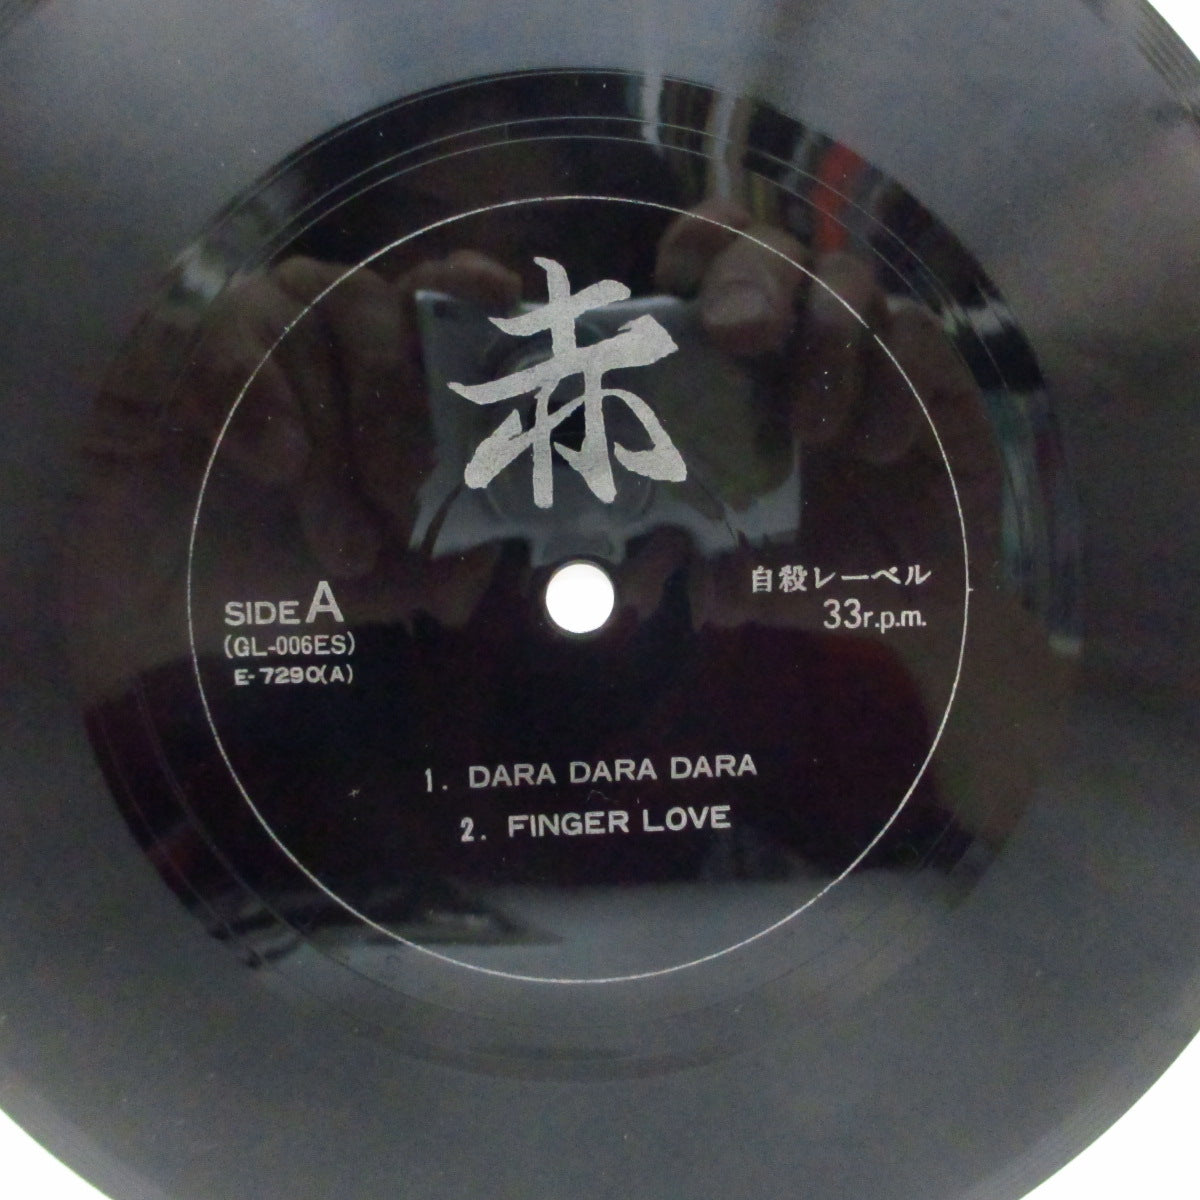 赤
SIDE A
(GL-006ES)
E-7290(A)
自殺レーベル
33r.p.m.
1. DARA DARA DARA
2. FINGER LOVE